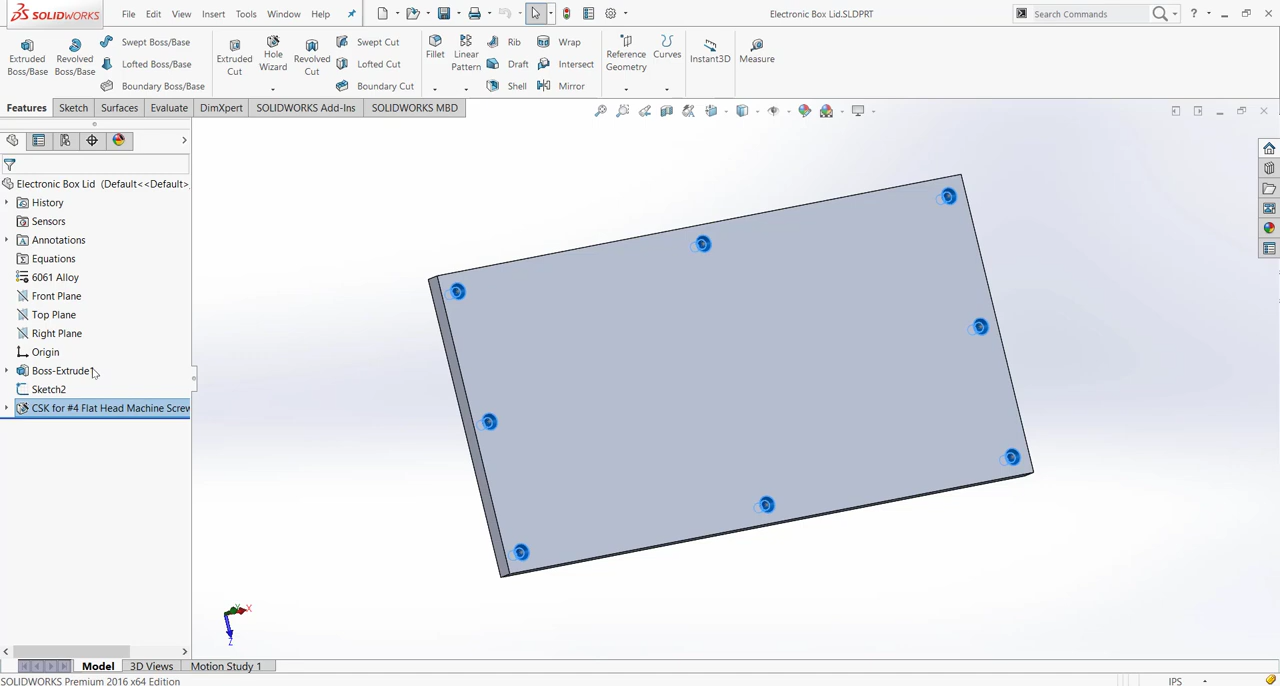 SOLIDWORKS File Edit View Insert Tools Window Help Electronic Box Lid.SLDPRT Search Commands ?
Extruded Boss/Base Revolved Boss/Base Swept Boss/Base Lofted Boss/Base Boundary Boss/Base Extruded Cut Hole Wizard Revolved Cut Swept Cut Lofted Cut Boundary Cut Fillet Linear Pattern Rib Draft Shell Wrap Intersect Mirror Reference Geometry Curves Instant3D Measure
Features Sketch Surfaces Evaluate DimXpert SOLIDWORKS Add-Ins SOLIDWORKS MBD
Electronic Box Lid (Default<<Default>
History
Sensors
Annotations
Equations
6061 Alloy
Front Plane
Top Plane
Right Plane
Origin
Boss-Extrude1
Sketch2
CSK for #4 Flat Head Machine Screw
X
Y
Z
Model 3D Views Motion Study 1
SOLIDWORKS Premium 2016 x64 Edition IPS